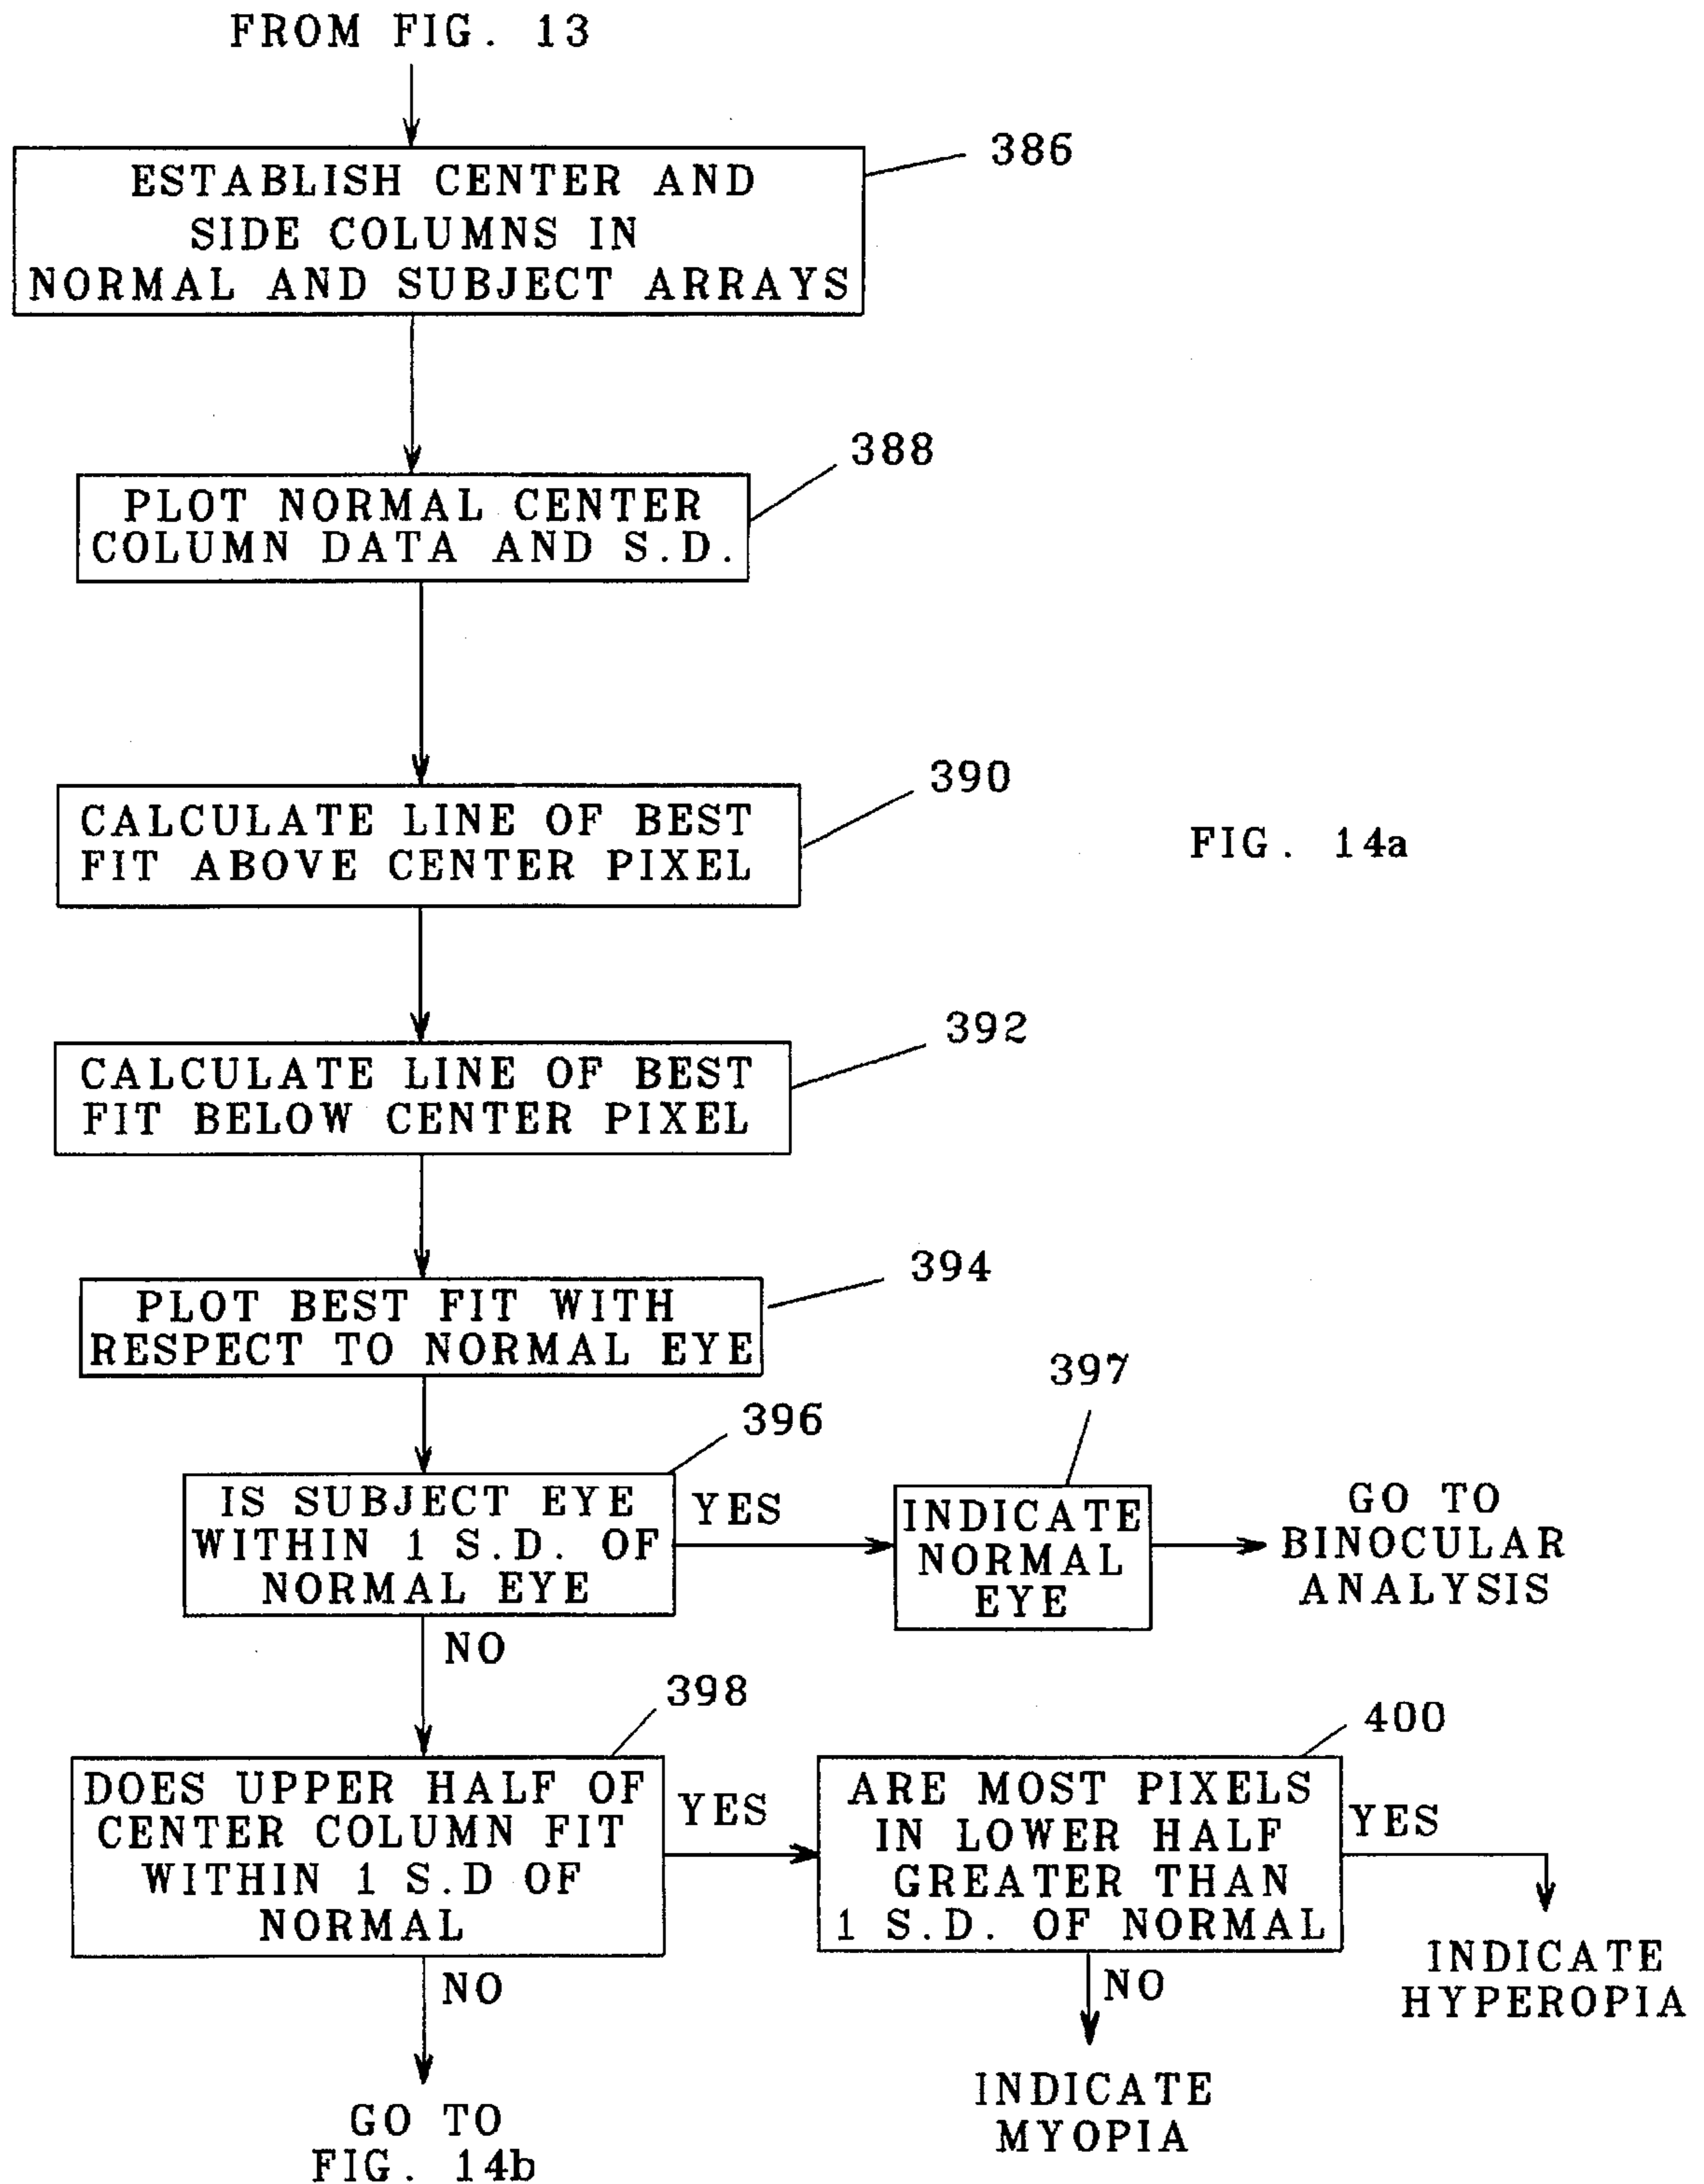 FROM FIG. 13
386
ESTABLISH CENTER AND
SIDE COLUMNS IN
NORMAL AND SUBJECT ARRAYS
388
PLOT NORMAL CENTER
COLUMN DATA AND S.D.
390
CALCULATE LINE OF BEST
FIT ABOVE CENTER PIXEL
FIG. 14a
392
CALCULATE LINE OF BEST
FIT BELOW CENTER PIXEL
394
PLOT BEST FIT WITH
RESPECT TO NORMAL EYE
396
IS SUBJECT EYE
WITHIN 1 S.D. OF
NORMAL EYE
YES
397
INDICATE
NORMAL
EYE
GO TO
BINOCULAR
ANALYSIS
NO
398
DOES UPPER HALF OF
CENTER COLUMN FIT
WITHIN 1 S.D OF
NORMAL
YES
400
ARE MOST PIXELS
IN LOWER HALF
GREATER THAN
1 S.D. OF NORMAL
YES
INDICATE
HYPEROPIA
NO
INDICATE
MYOPIA
NO
GO TO
FIG. 14b